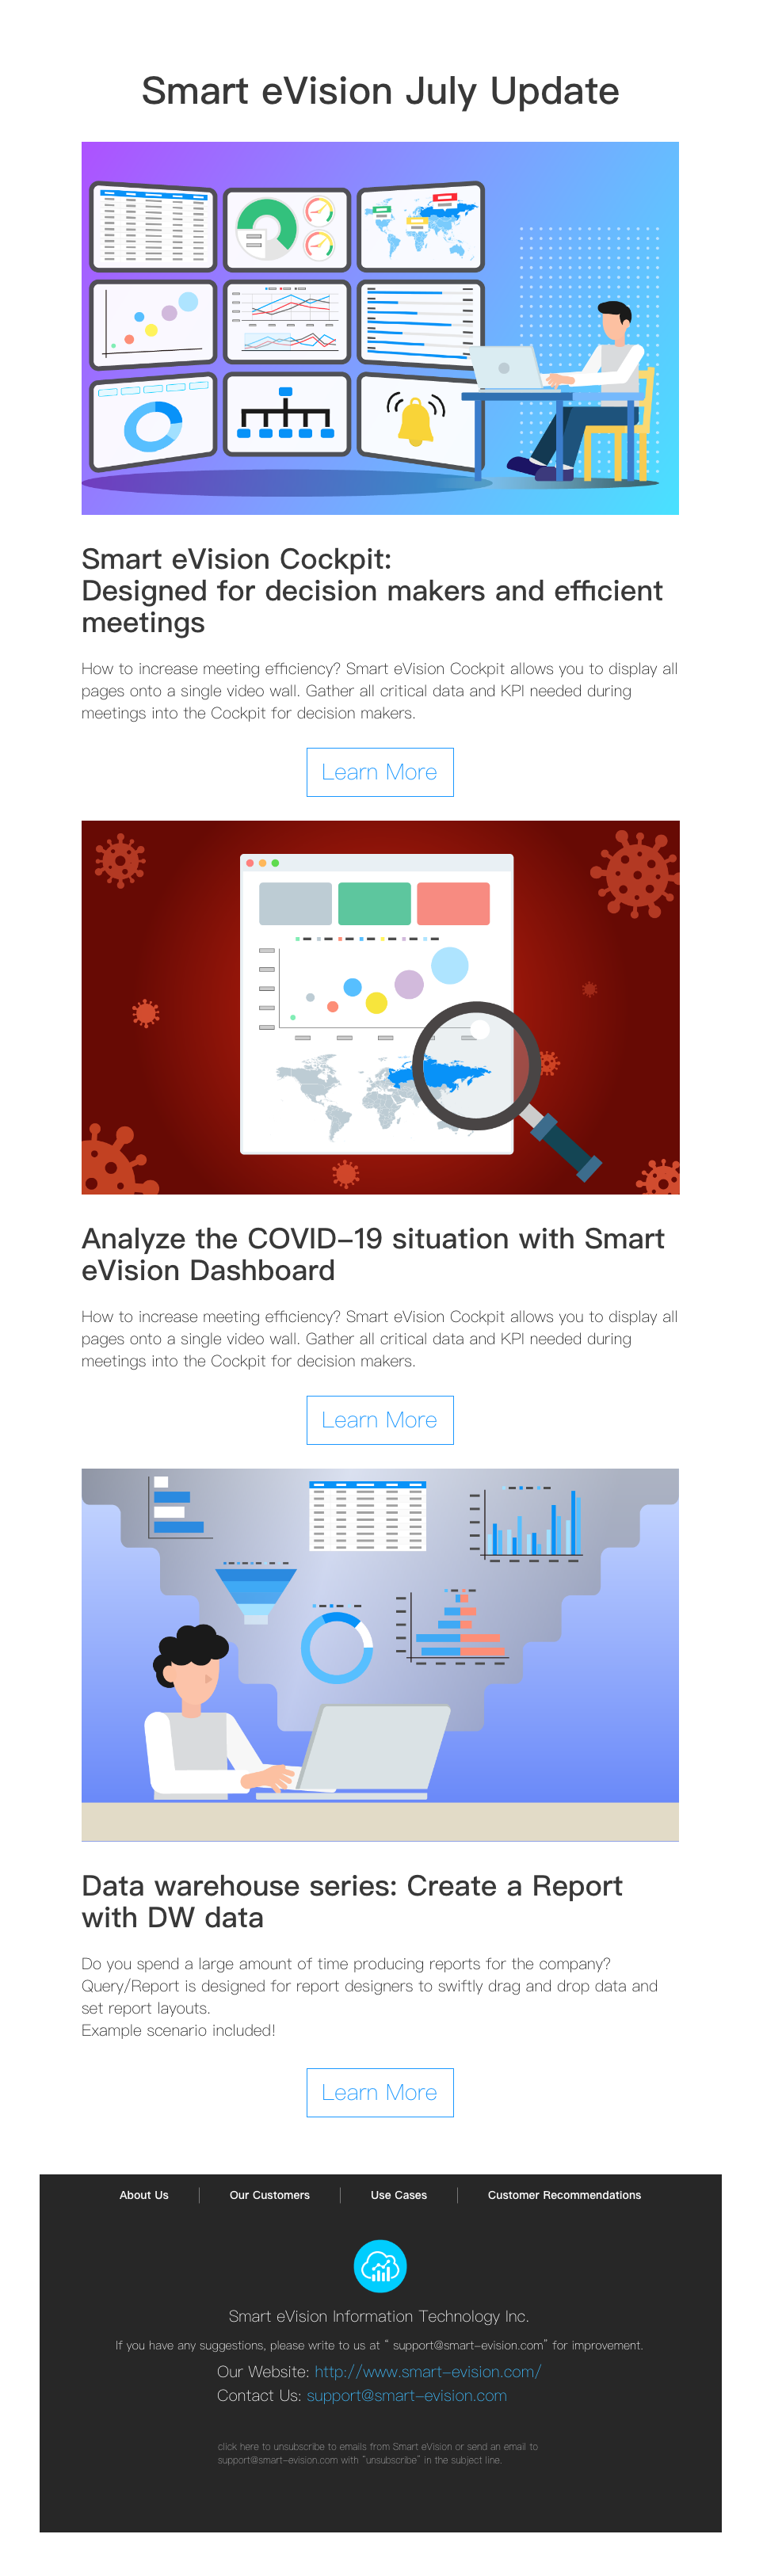 Smart eVision July Update
Smart eVision Cockpit:
Designed for decision makers and efficient
meetings
How to increase meeting efficiency? Smart eVision Cockpit allows you to display all
pages onto a single video wall. Gather all critical data and KPI needed during
meetings into the Cockpit for decision makers.
Learn More
Analyze the COVID-19 situation with Smart
eVision Dashboard
How to increase meeting efficiency? Smart eVision Cockpit allows you to display all
pages onto a single video wall. Gather all critical data and KPI needed during
meetings into the Cockpit for decision makers.
Learn More
Data warehouse series: Create a Report
with DW data
Do you spend a large amount of time producing reports for the company?
Query/Report is designed for report designers to swiftly drag and drop data and
set report layouts.
Example scenario included!
Learn More
About Us | Our Customers | Use Cases | Customer Recommendations
Smart eVision Information Technology Inc.
If you have any suggestions, please write to us at “ support@smart-evision.com” for improvement.
Our Website: http://www.smart-evision.com/
Contact Us: support@smart-evision.com
click here to unsubscribe to emails from Smart eVision or send an email to
support@smart-evision.com with “unsubscribe” in the subject line.